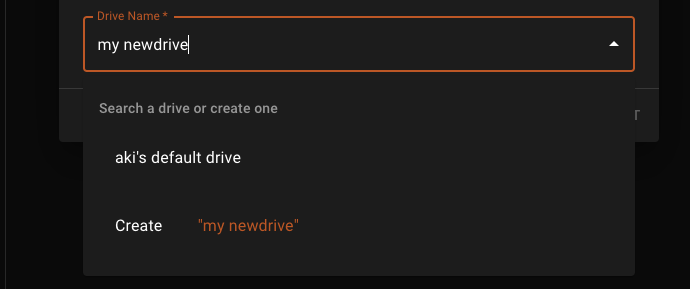 Drive Name *
my newdrive
Search a drive or create one
T
aki's default drive
Create "my newdrive"